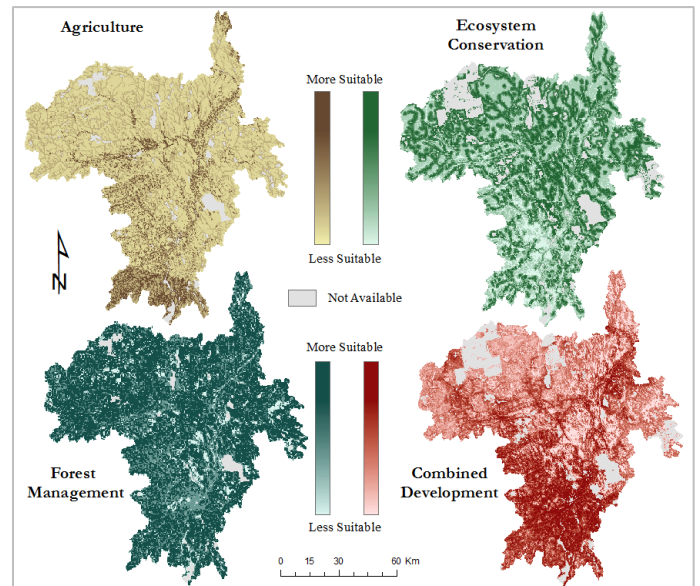 Agriculture
Ecosystem
Conservation
More Suitable
Less Suitable
N
Not Available
More Suitable
Forest
Management
Combined
Development
Less Suitable
0 15 30 60 Km